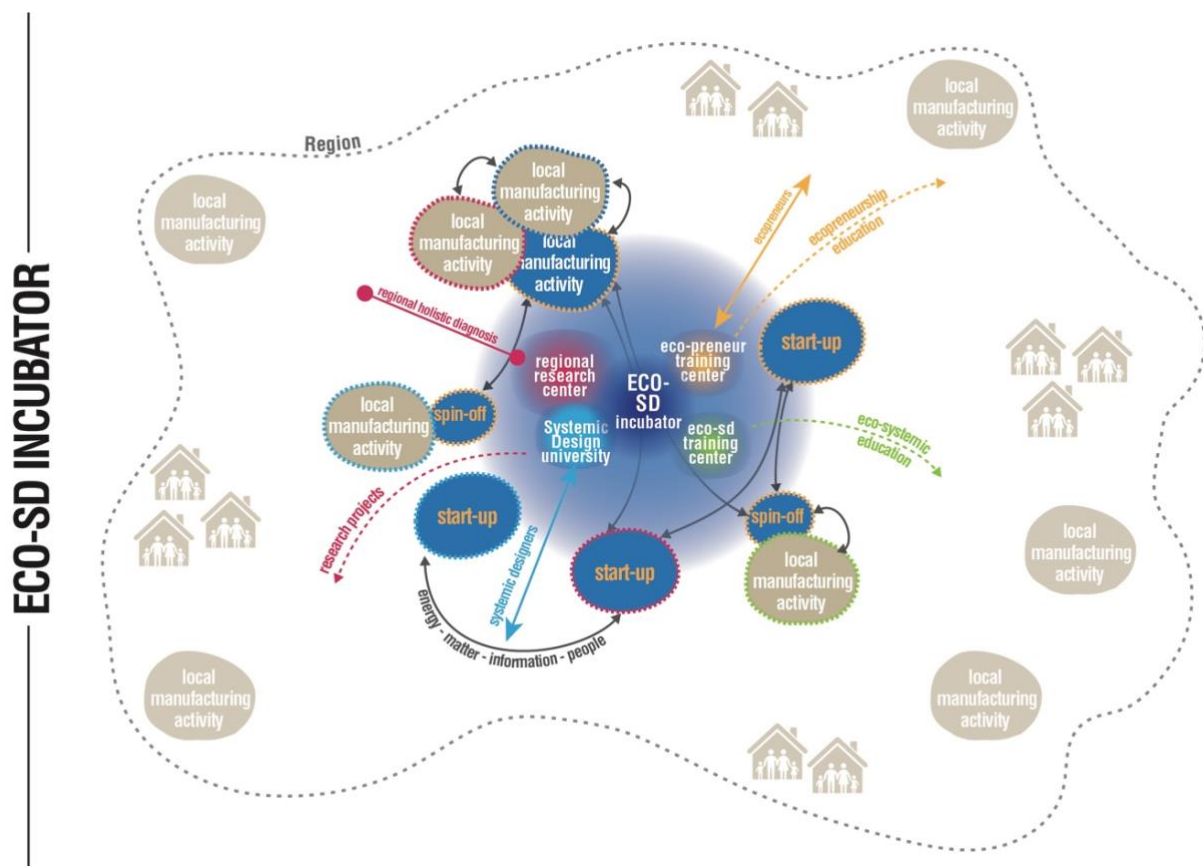 ECO-SD INCUBATOR
Region
local
manufacturing
activity
local
manufacturing
activity
local
manufacturing
activity
local
manufacturing
activity
local
manufacturing
activity
ecopreneurs
ecopreneurship
education
regional holistic diagnosis
regional
research
center
eco-preneur
training
center
start-up
ECO-
SD
incubator
local
manufacturing
activity
spin-off
Systemic
Design
university
eco-sd
training
center
eco-systemic
education
research projects
start-up
systemic designers
start-up
spin-off
local
manufacturing
activity
local
manufacturing
activity
energy - matter - information - people
local
manufacturing
activity
local
manufacturing
activity